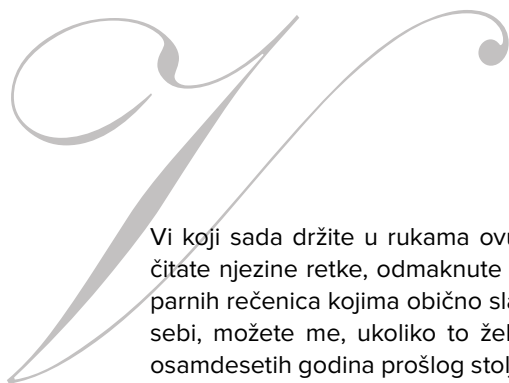 V
Vi koji sada držite u rukama ovu
čitate njezine retke, odmaknute
parnih rečenica kojima obično
sebi, možete me, ukoliko to
osamdesetih godina prošlog